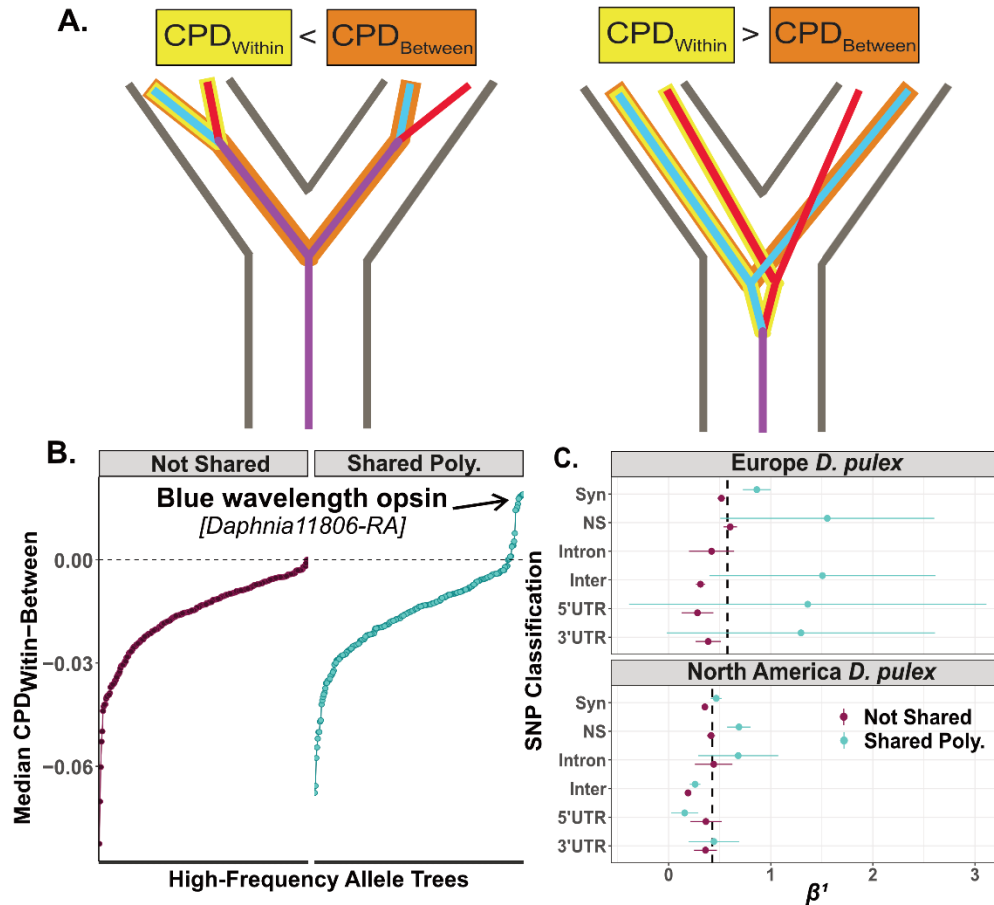 A.
CPDWithin < CPDBetween
CPDWithin > CPDBetween
B.
Not Shared
Shared Poly.
Blue wavelength opsin
[Daphnia11806-RA]
0.00
−0.03
−0.06
Median CPDWitin−Between
High-Frequency Allele Trees
C.
Europe D. pulex
Syn
NS
Intron
Inter
5'UTR
3'UTR
North America D. pulex
Syn
NS
Intron
Inter
5'UTR
3'UTR
Not Shared
Shared Poly.
SNP Classification
0 1 2 3
β¹